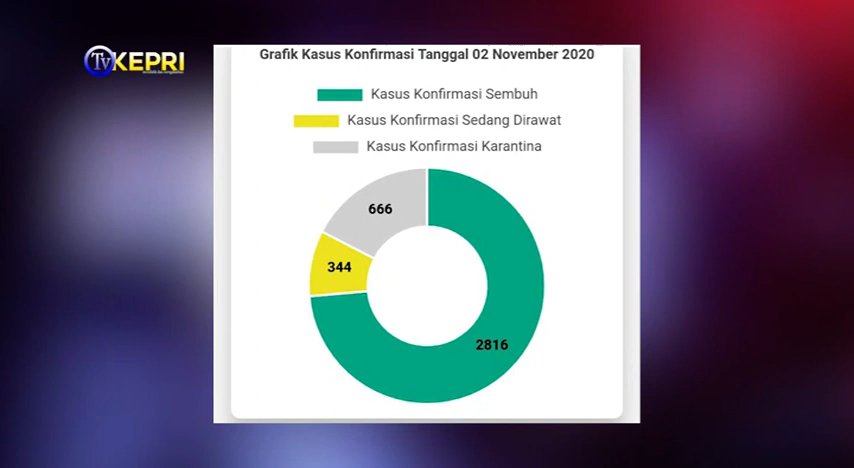 TvKEPRI
Grafik Kasus Konfirmasi Tanggal 02 November 2020
Kasus Konfirmasi Sembuh
Kasus Konfirmasi Sedang Dirawat
Kasus Konfirmasi Karantina
666
344
2816